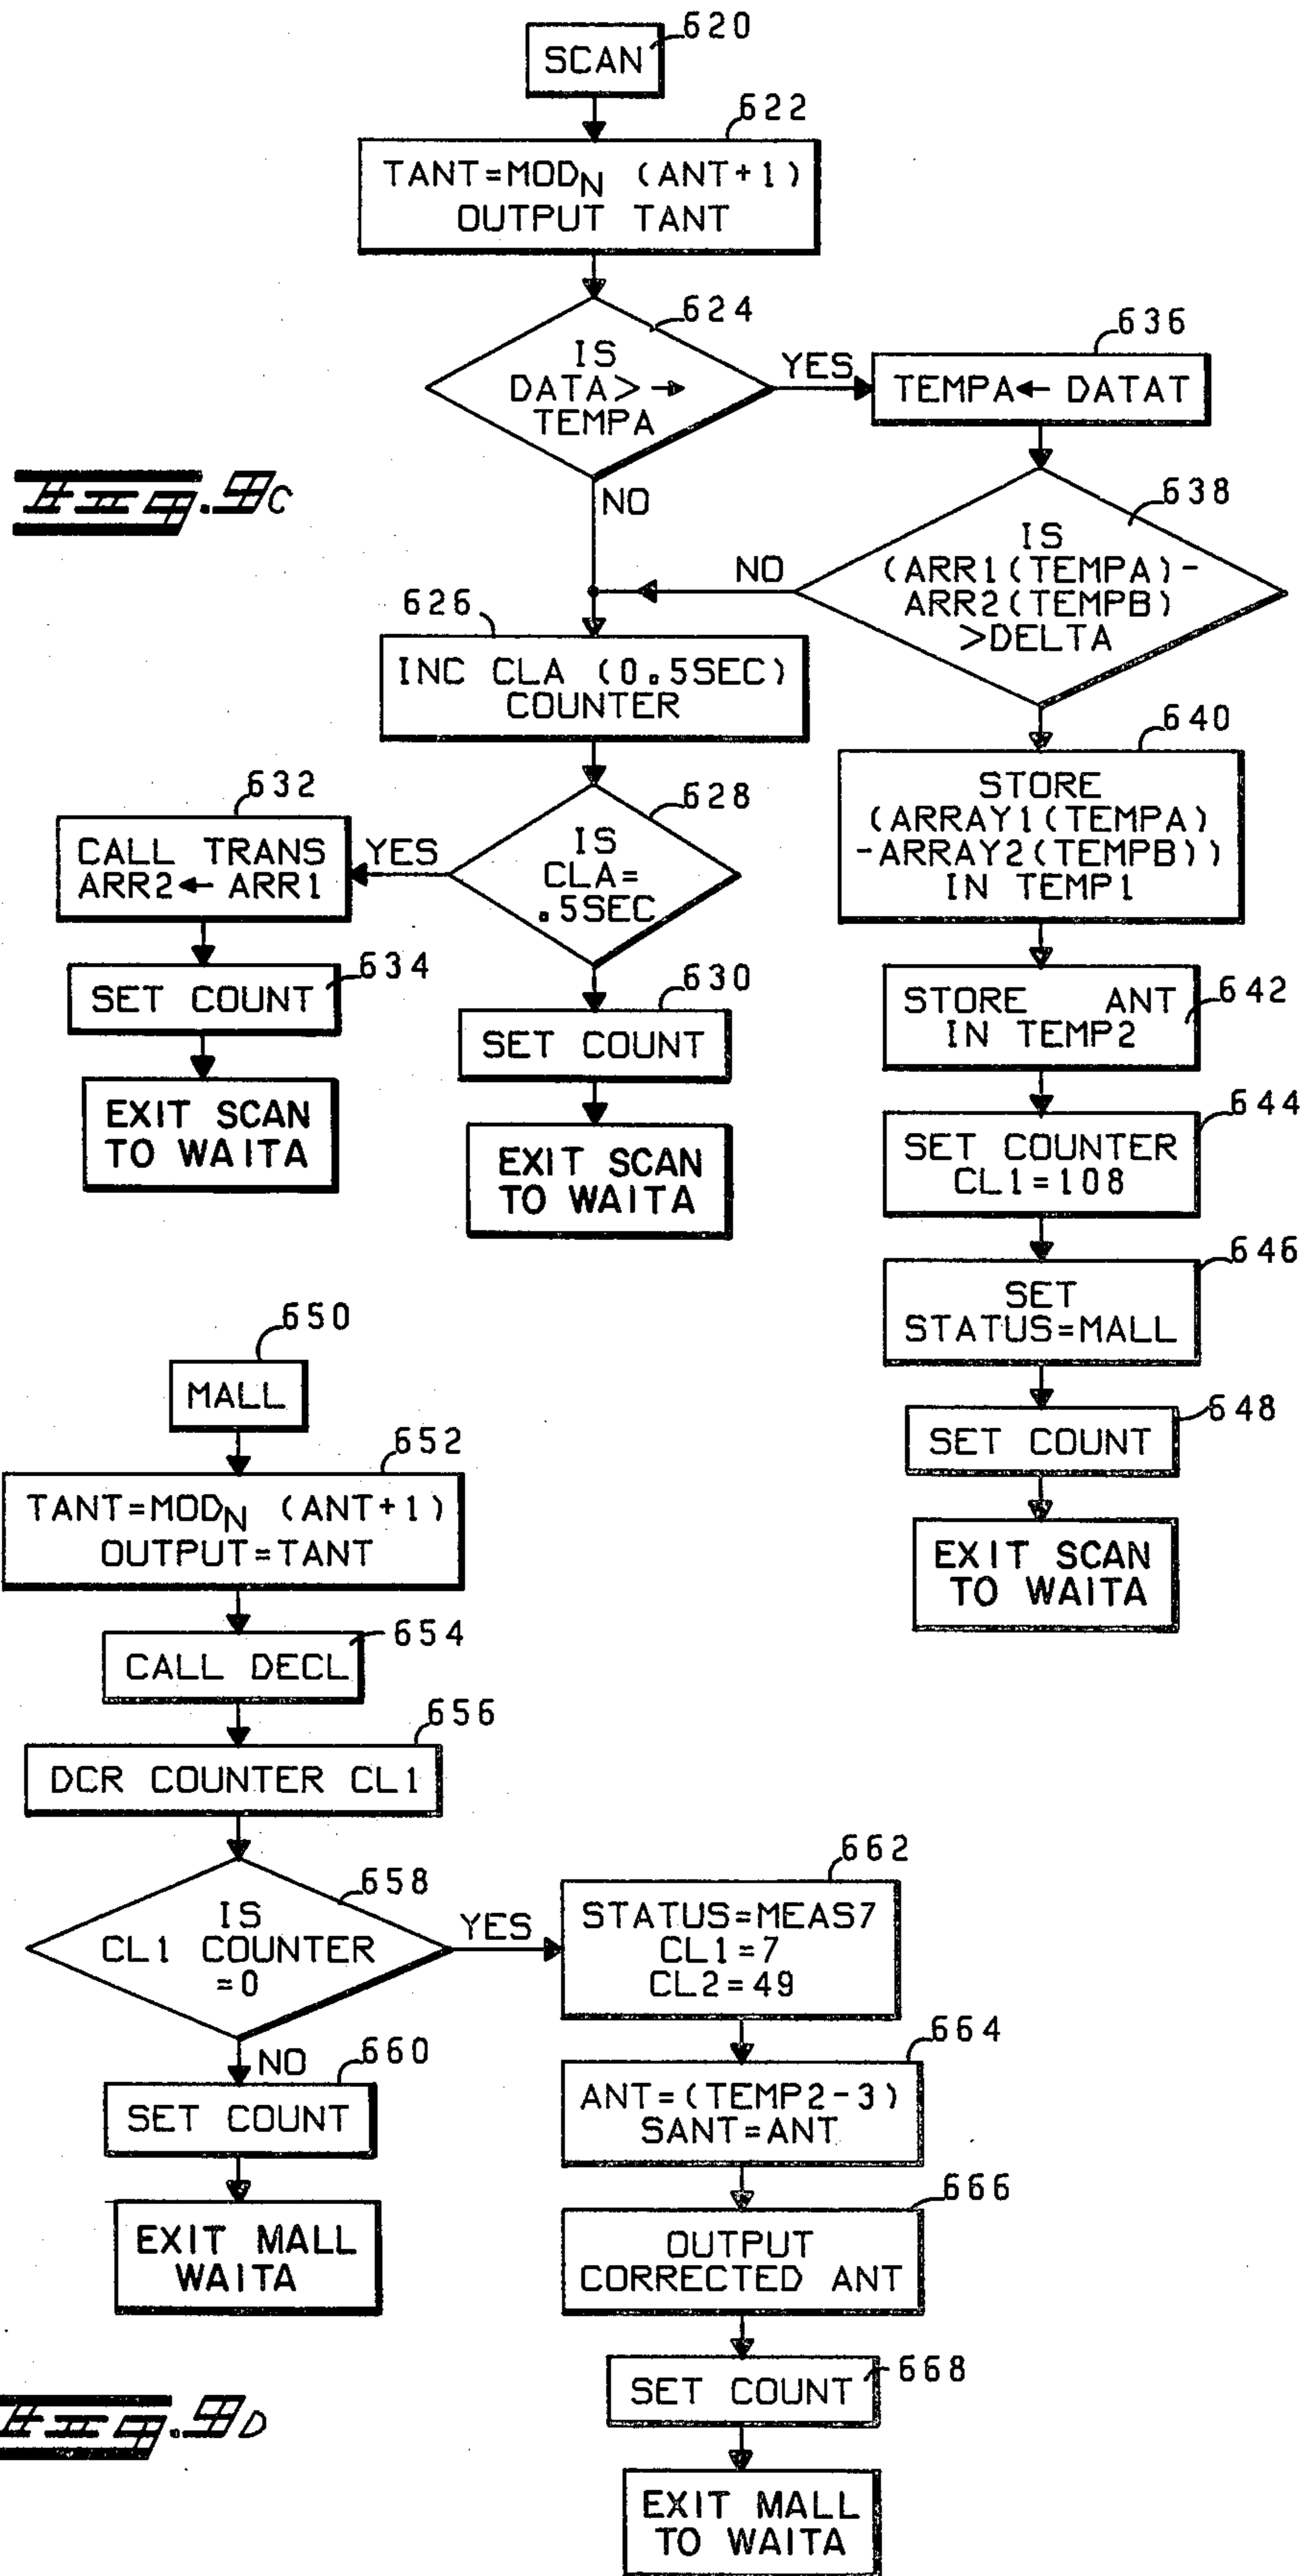 620
SCAN
622
TANT=MODN (ANT+1)
OUTPUT TANT
624
IS
DATA> →
TEMPA
YES
NO
636
TEMPA← DATAT
638
IS
(ARR1(TEMPA)-
ARR2(TEMPB)
>DELTA
NO
Fig. 9C
626
INC CLA (0.5SEC)
COUNTER
628
IS
CLA=
.5SEC
YES
632
CALL TRANS
ARR2← ARR1
634
SET COUNT
EXIT SCAN
TO WAITA
630
SET COUNT
EXIT SCAN
TO WAITA
640
STORE
(ARRAY1(TEMPA)
-ARRAY2(TEMPB))
IN TEMP1
642
STORE ANT
IN TEMP2
644
SET COUNTER
CL1=108
646
SET
STATUS=MALL
648
SET COUNT
EXIT SCAN
TO WAITA
650
MALL
652
TANT=MODN (ANT+1)
OUTPUT=TANT
654
CALL DECL
656
DCR COUNTER CL1
658
IS
CL1 COUNTER
=0
YES
NO
660
SET COUNT
EXIT MALL
WAITA
662
STATUS=MEAS7
CL1=7
CL2=49
664
ANT=(TEMP2-3)
SANT=ANT
666
OUTPUT
CORRECTED ANT
668
SET COUNT
EXIT MALL
TO WAITA
Fig. 9D